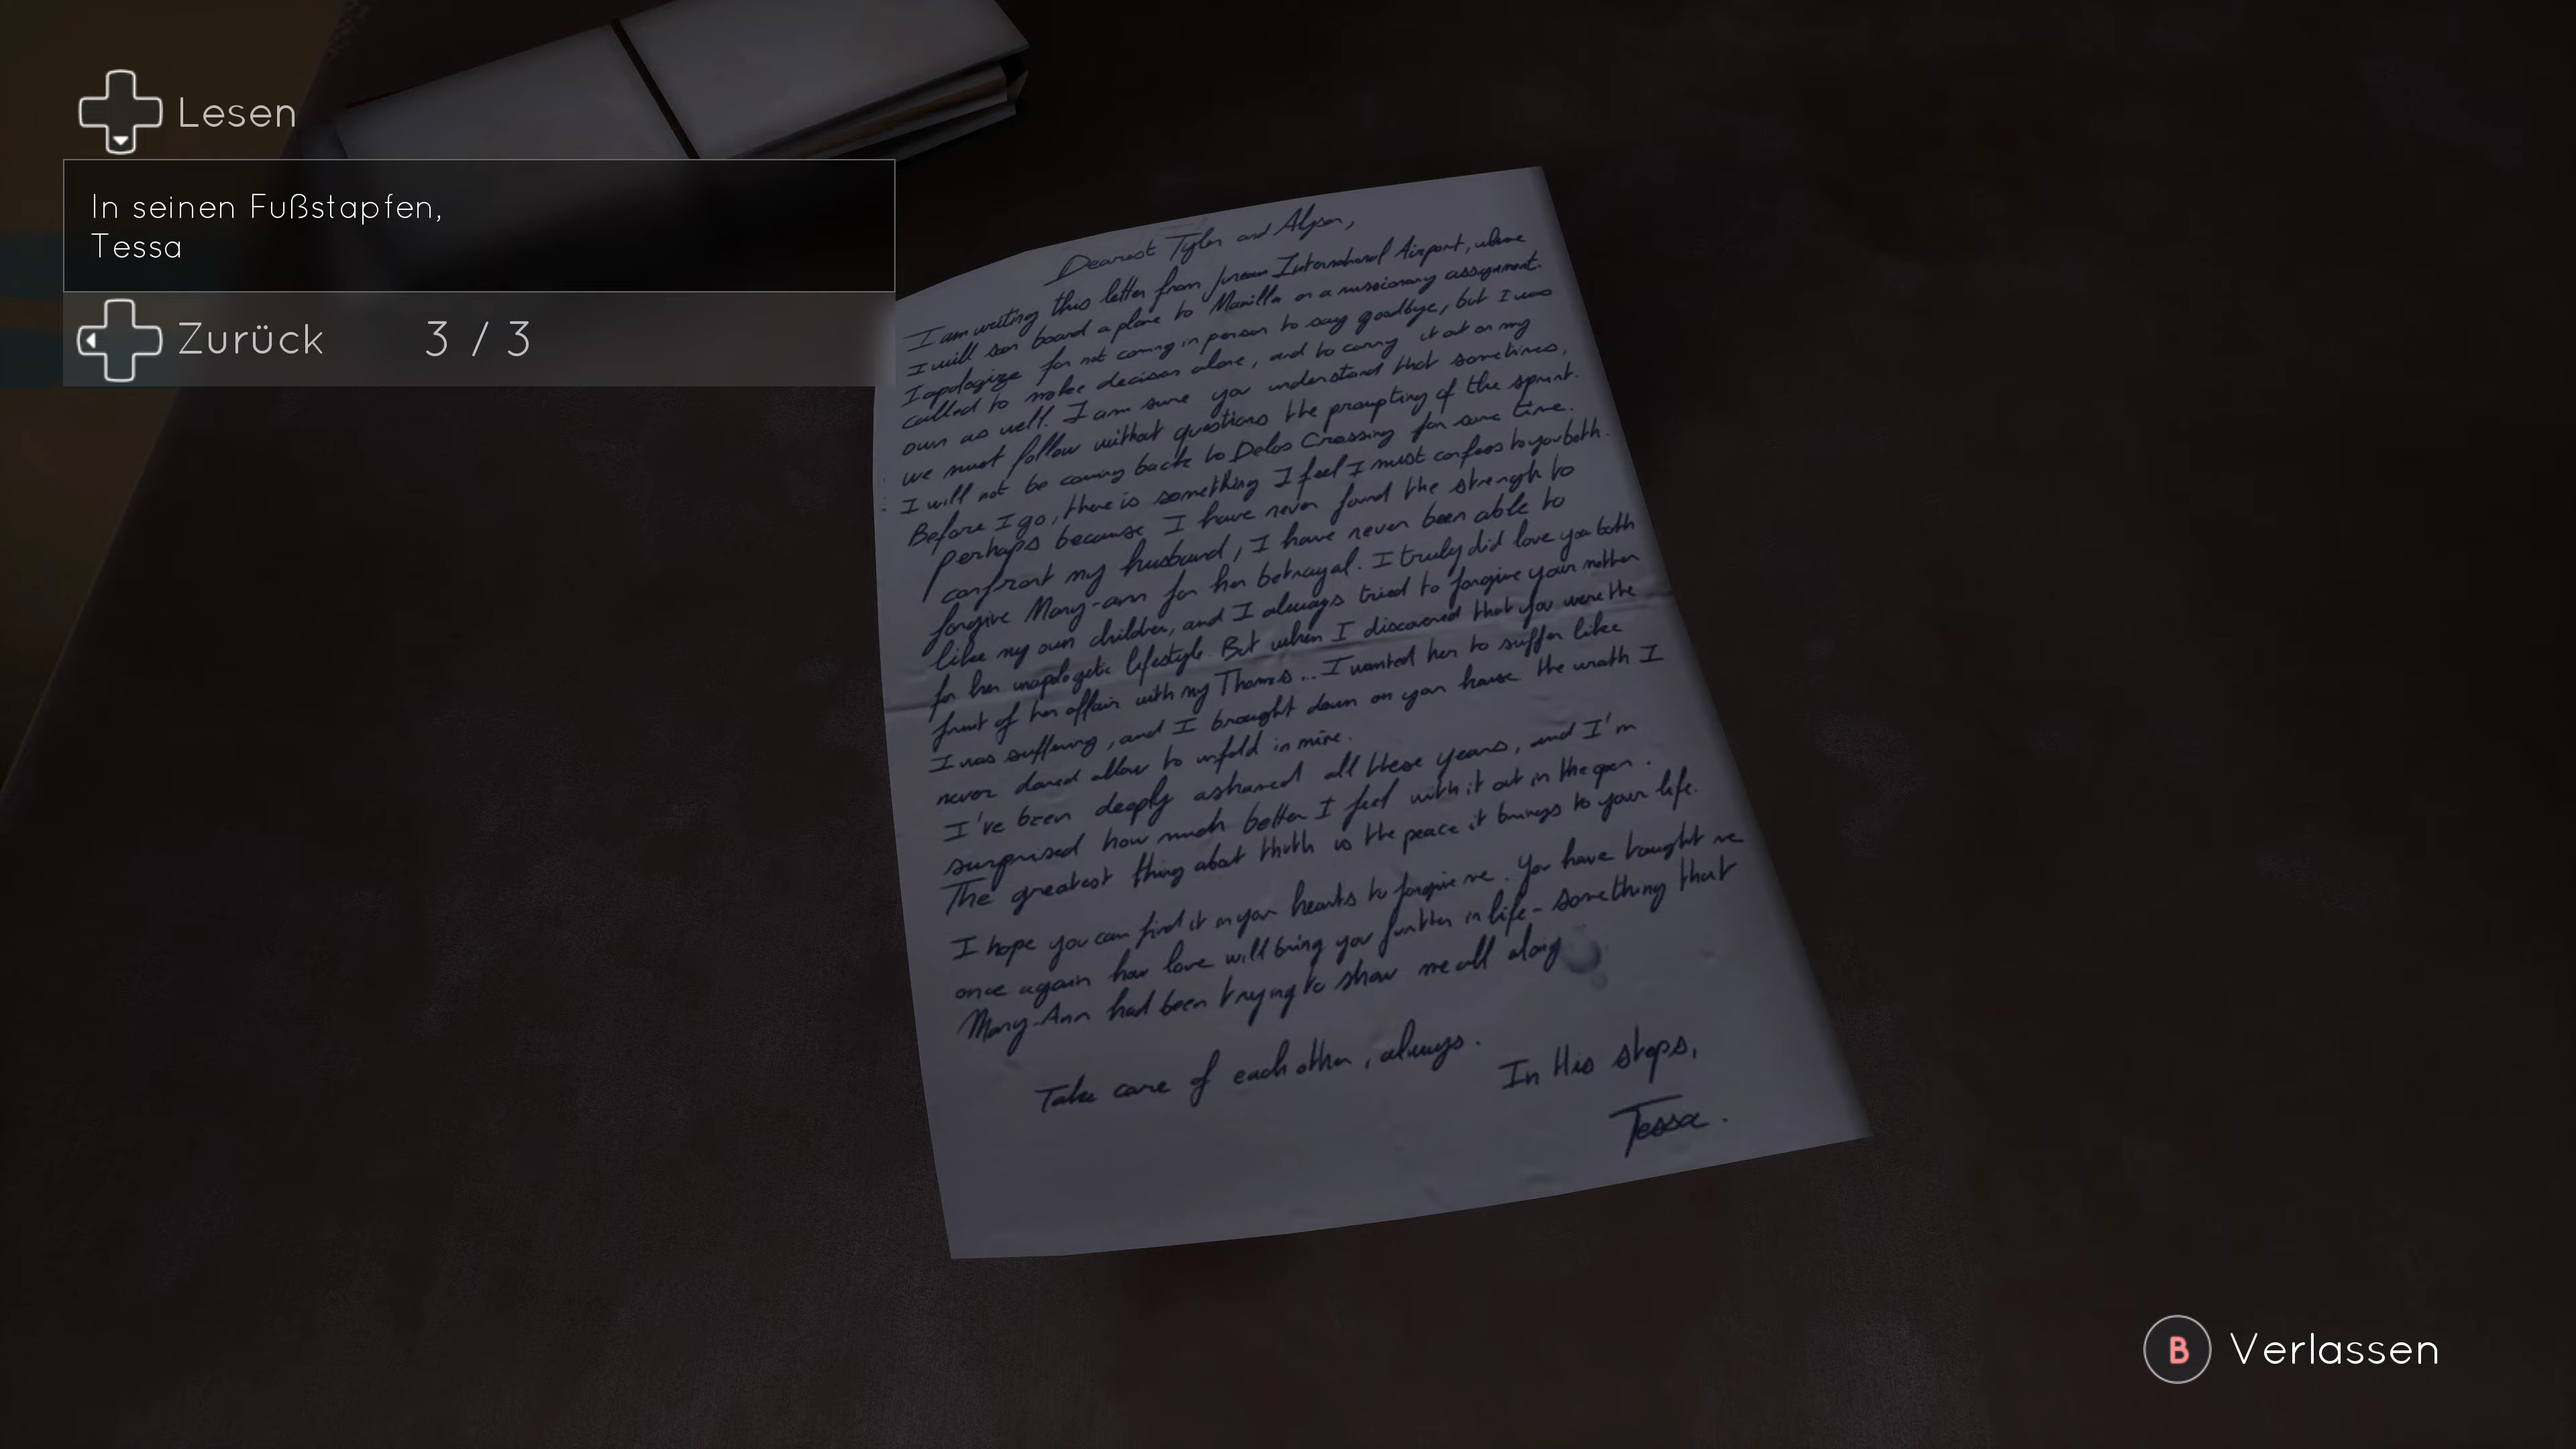 Lesen
In seinen Fußstapfen,
Tessa
Zurück 3 / 3
Dearest Tyler and Alyson,
I am writing this letter from Juneau International Airport, where
I will soon board a plane to Manilla on a missionary assignment.
I apologize for not coming in person to say goodbye, but I was
called to make decision alone, and to carry it out on my
own as well. I am sure you understand that sometimes,
we must follow without questions the prompting of the spirit.
I will not be coming back to Delos Crossing for some time.
Before I go, there is something I feel I must confess to you both.
Perhaps because I have never found the strength to
confront my husband, I have never been able to
forgive Mary-ann for her betrayal. I truly did love you both
like my own children, and I always tried to forgive your mother
for her unapologetic lifestyle. But when I discovered that you were the
fruit of her affair with my Thomas... I wanted her to suffer like
I was suffering, and I brought down on your house the wrath I
never dared allow to unfold in mine.
I've been deeply ashamed all these years, and I'm
surprised how much better I feel with it out in the open.
The greatest thing about thuth is the peace it brings to your life.
I hope you can find it in your hearts to forgive me. You have taught me
once again how love will bring you further in life - something that
Mary-Ann had been trying to show me all along
Take care of each other, always.
In His steps,
Tessa.
B Verlassen